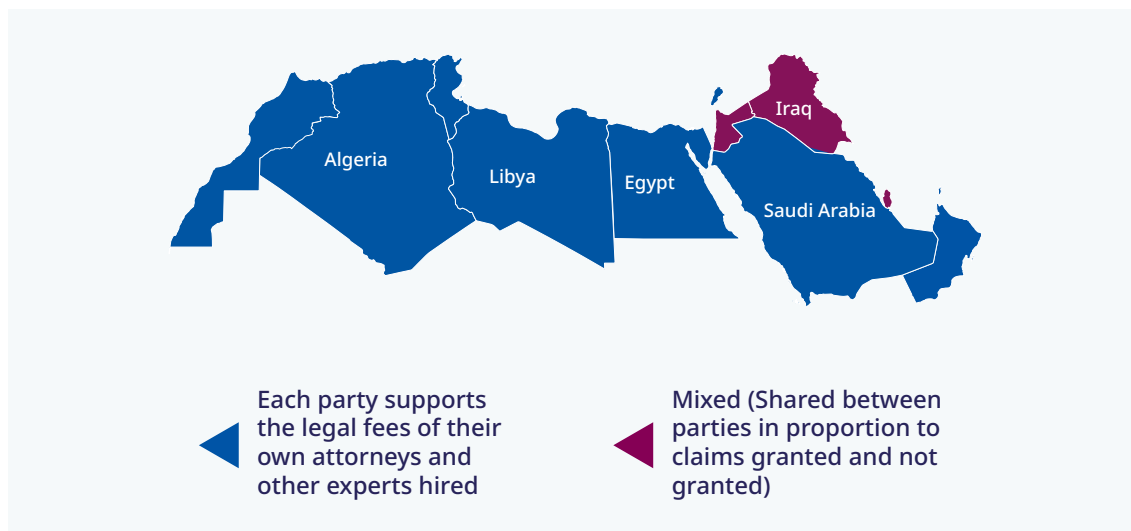 Iraq
Algeria
Libya
Egypt
Saudi Arabia
Each party supports
the legal fees of their
own attorneys and
other experts hired
Mixed (Shared between
parties in proportion to
claims granted and not
granted)